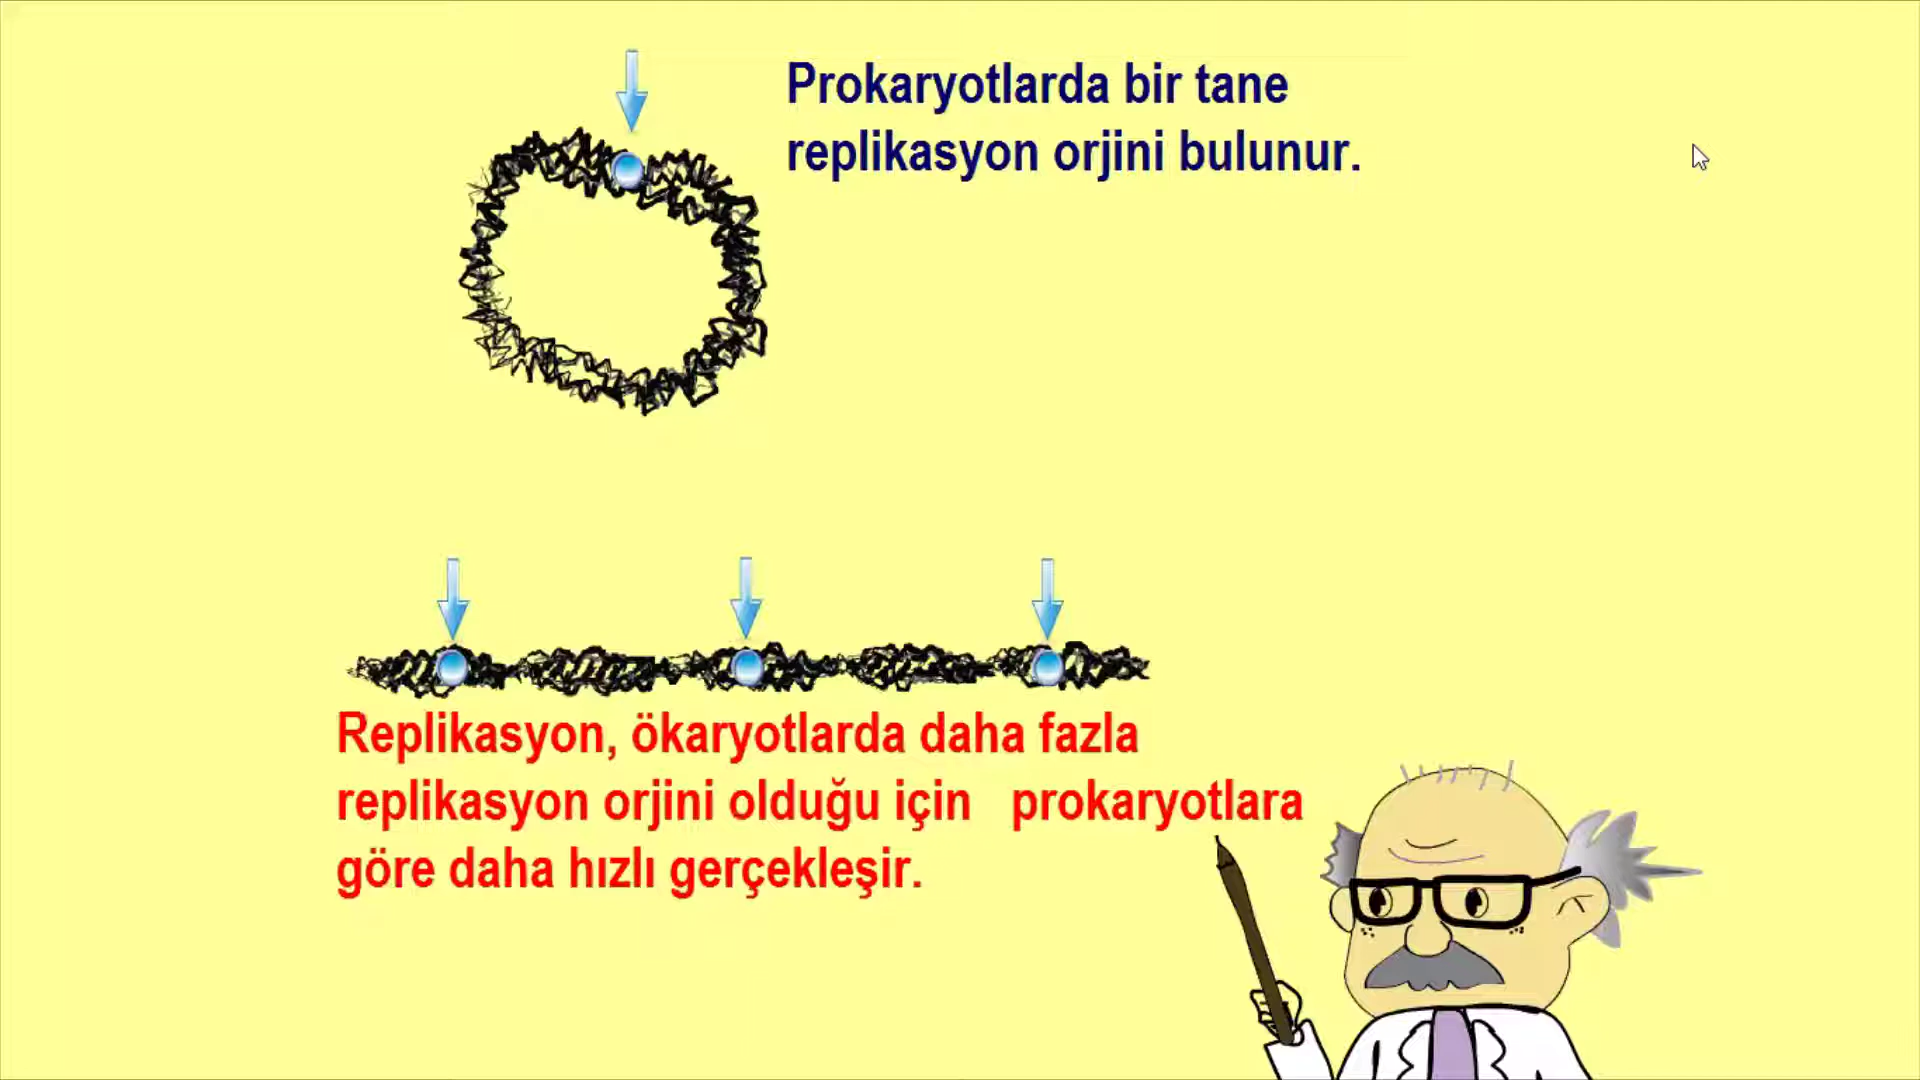 Prokaryotlarda bir tane
replikasyon orjini bulunur.
Replikasyon, ökaryotlarda daha fazla
replikasyon orjini olduğu için prokaryotlara
göre daha hızlı gerçekleşir.